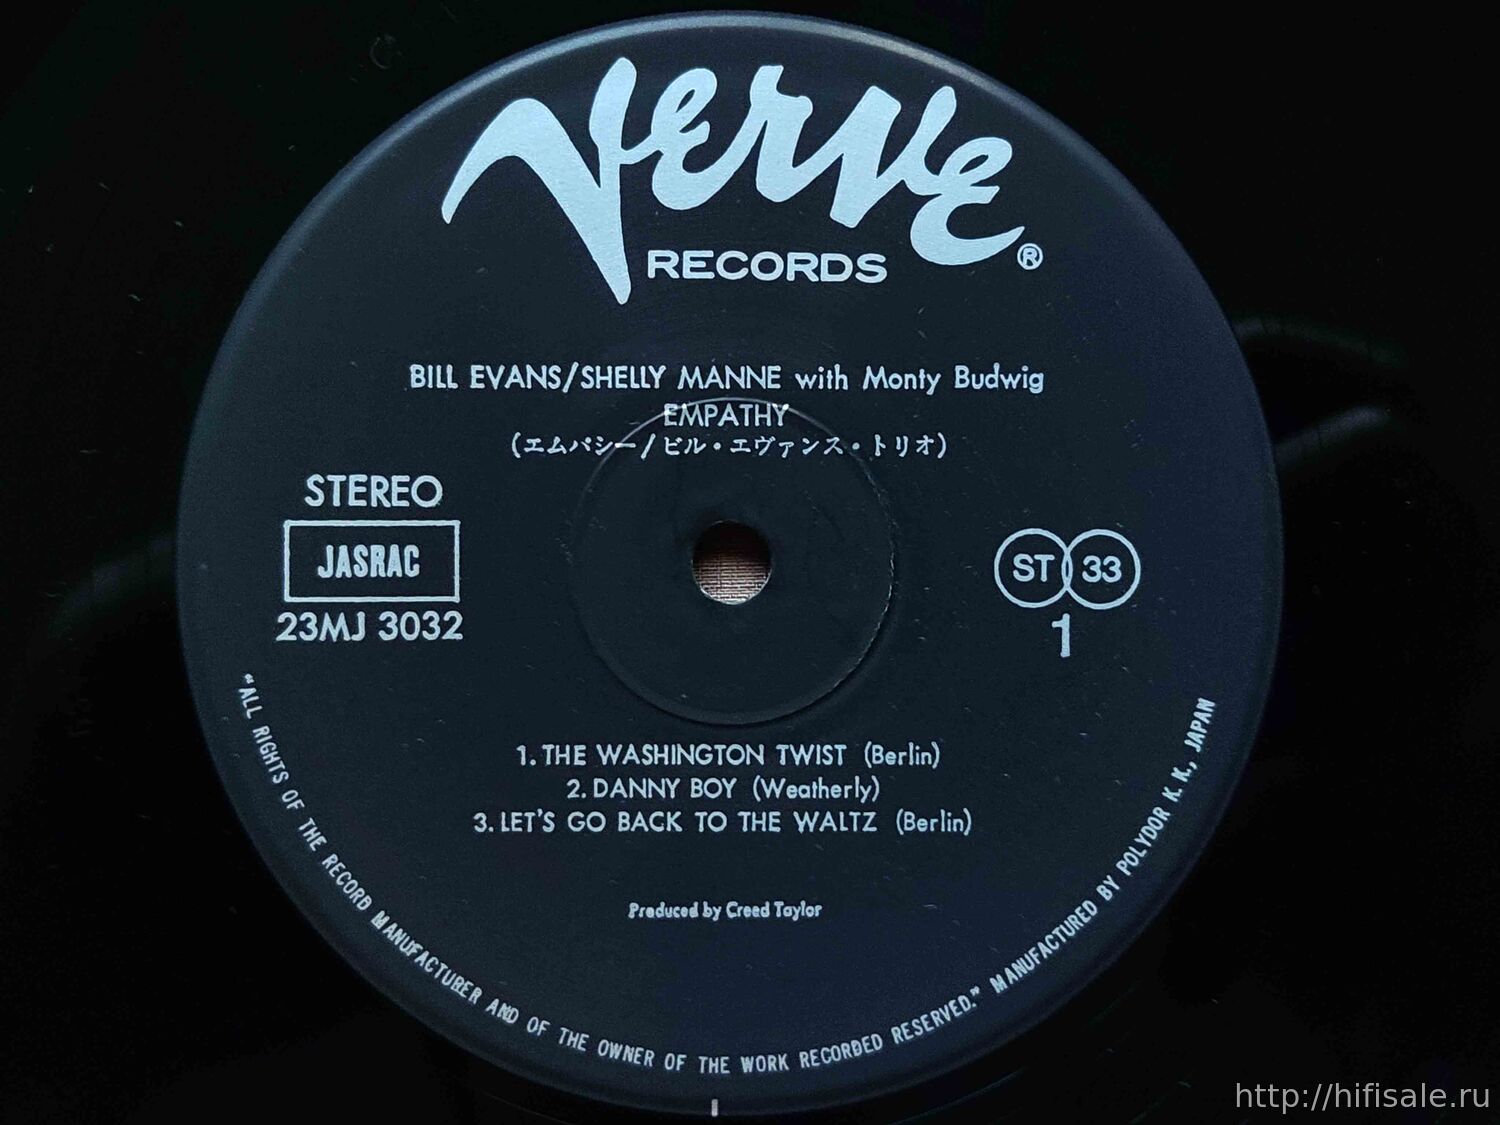 Verve
RECORDS ®
BILL EVANS/SHELLY MANNE with Monty Budwig
EMPATHY
(エムパシー/ビル・エヴァンス・トリオ)
STEREO
JASRAC
23MJ 3032
ST 33
1
1. THE WASHINGTON TWIST (Berlin)
2. DANNY BOY (Weatherly)
3. LET'S GO BACK TO THE WALTZ (Berlin)
Produced by Creed Taylor
"ALL RIGHTS OF THE RECORD MANUFACTURER AND OF THE OWNER OF THE WORK RECORDED RESERVED." MANUFACTURED BY POLYDOR K. K., JAPAN
http://hifisale.ru